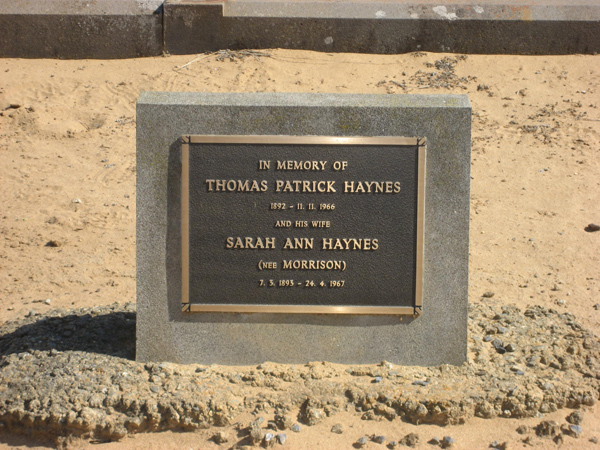 IN MEMORY OF
THOMAS PATRICK HAYNES
1892 - 11. 11. 1966
AND HIS WIFE
SARAH ANN HAYNES
(NEE MORRISON)
7. 3. 1893 - 24. 4. 1967